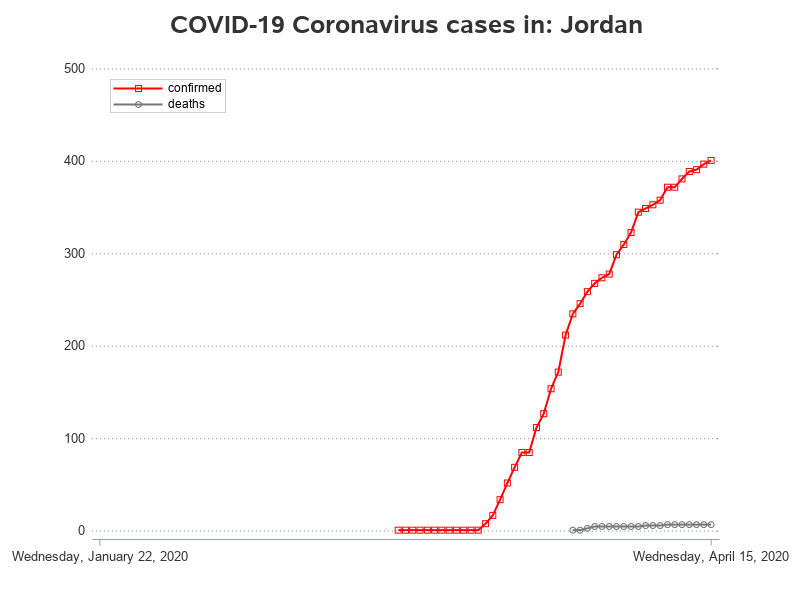 COVID-19 Coronavirus cases in: Jordan
500
confirmed
deaths
400
300
200
100
0
Wednesday, January 22, 2020 Wednesday, April 15, 2020